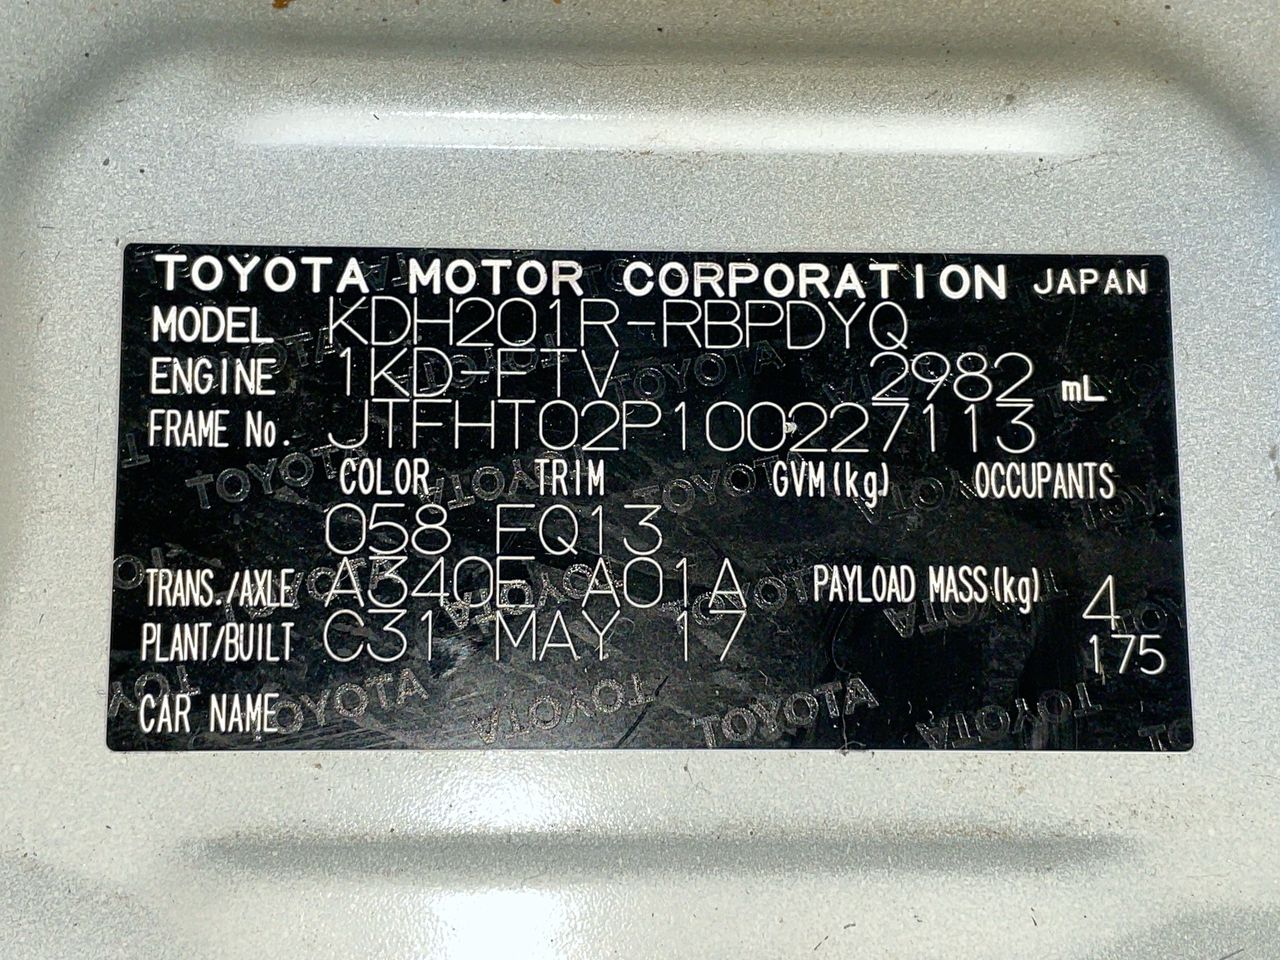 TOYOTA MOTOR CORPORATION JAPAN
MODEL KDH201R-RBPDYQ
ENGINE 1KD-FTV 2982 mL
FRAME No. JTFHT02P100227113
COLOR TRIM GVM(kg) OCCUPANTS
058 FQ13
TRANS./AXLE A340E A01A PAYLOAD MASS(kg) 4
PLANT/BUILT C31 MAY 17 175
CAR NAME